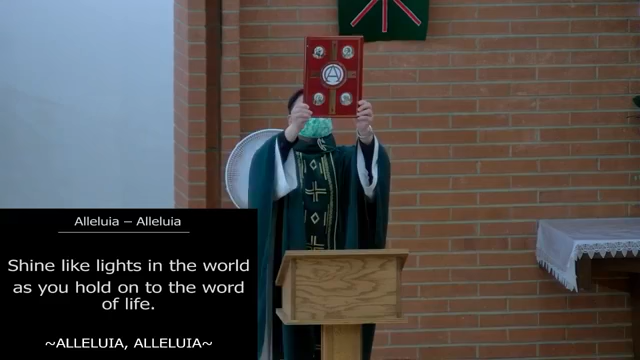 Alleluia – Alleluia
Shine like lights in the world
as you hold on to the word
of life.
~ALLELUIA, ALLELUIA~